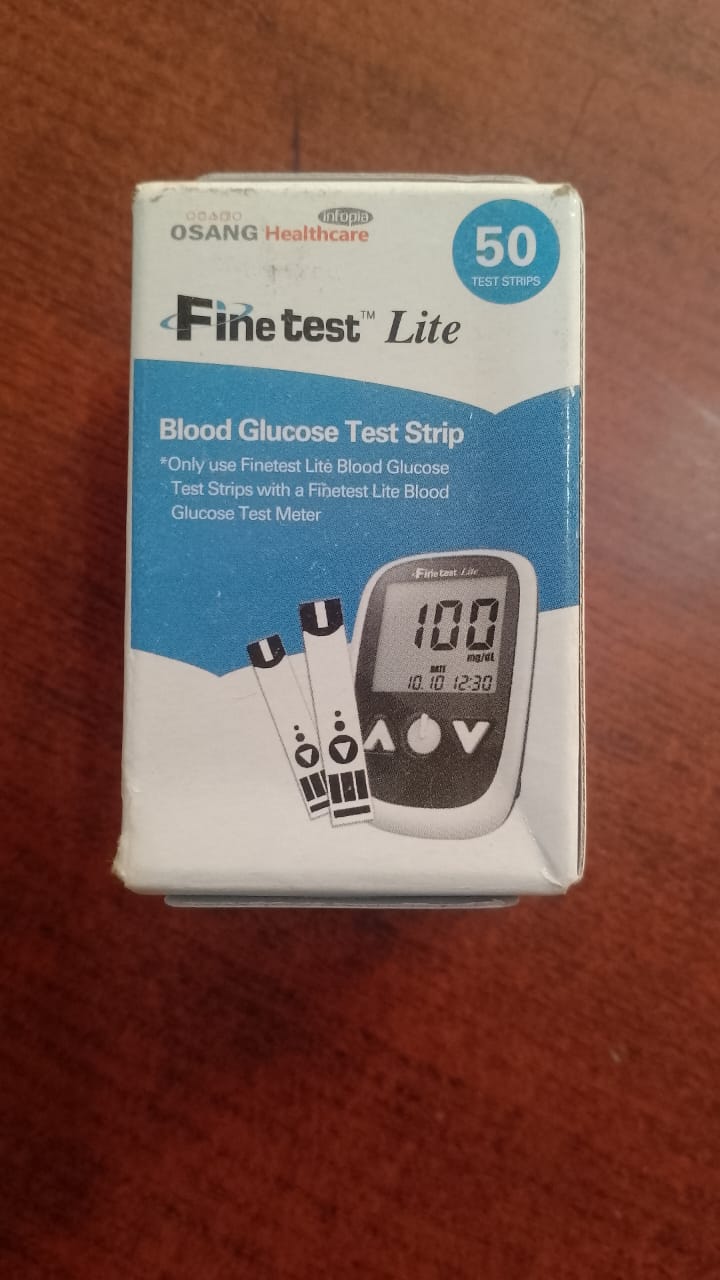 infopia
OSANG Healthcare
50
TEST STRIPS
Finetest™ Lite
Blood Glucose Test Strip
*Only use Finetest Lite Blood Glucose
Test Strips with a Finetest Lite Blood
Glucose Test Meter
Finetest Lite
100
mg/dL
DATE
10.10 12:30